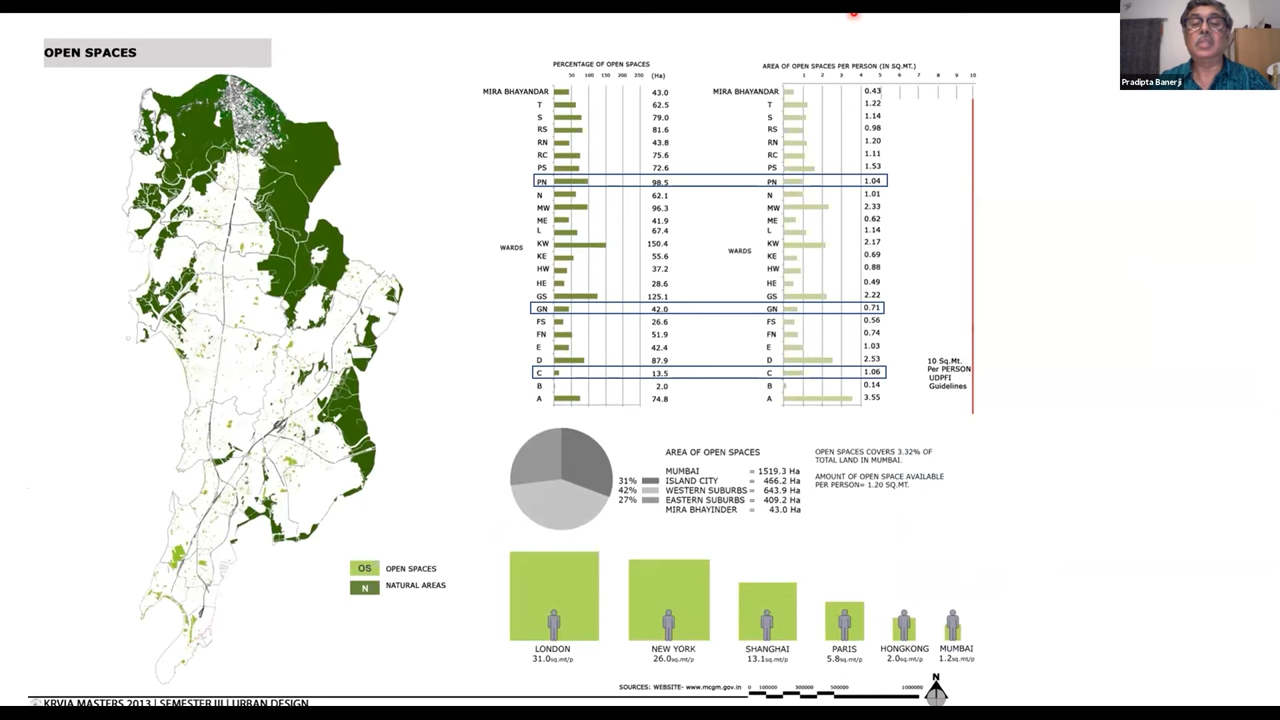 OPEN SPACES
Pradipta Banerji
PERCENTAGE OF OPEN SPACES
50 100 150 200 250 (Ha)
MIRA BHAYANDAR 43.0
T 62.5
S 79.0
RS 81.6
RN 43.8
RC 75.6
PS 72.6
PN 98.5
N 62.1
MW 96.3
ME 41.9
L 67.4
WARDS
KW 150.4
KE 55.6
HW 37.2
HE 28.6
GS 125.1
GN 42.0
FS 26.6
FN 51.9
E 42.4
D 87.9
C 13.5
B 2.0
A 74.8
AREA OF OPEN SPACES PER PERSON (IN SQ.MT.)
1 2 3 4 5 6 7 8 9 10
MIRA BHAYANDAR 0.43
T 1.22
S 1.14
RS 0.98
RN 1.20
RC 1.11
PS 1.53
PN 1.04
N 1.01
MW 2.33
ME 0.62
L 1.14
WARDS
KW 2.17
KE 0.69
HW 0.88
HE 0.49
GS 2.22
GN 0.71
FS 0.56
FN 0.74
E 1.03
D 2.53
C 1.06
B 0.14
A 3.55
10 Sq.Mt.
Per PERSON
UDPFI
Guidelines
AREA OF OPEN SPACES
MUMBAI = 1519.3 Ha
31% ISLAND CITY = 466.2 Ha
42% WESTERN SUBURBS = 643.9 Ha
27% EASTERN SUBURBS = 409.2 Ha
MIRA BHAYINDER = 43.0 Ha
OPEN SPACES COVERS 3.32% OF
TOTAL LAND IN MUMBAI.
AMOUNT OF OPEN SPACE AVAILABLE
PER PERSON= 1.20 SQ.MT.
OS OPEN SPACES
N NATURAL AREAS
LONDON
31.0sq.mt/p
NEW YORK
26.0sq.mt/p
SHANGHAI
13.1sq.mt/p
PARIS
5.8sq.mt/p
HONGKONG
2.0sq.mt/p
MUMBAI
1.2sq.mt/p
SOURCES: WEBSITE- www.mcgm.gov.in
0 100000 300000 500000 1000000
N
KRVIA MASTERS 2013 | SEMESTER II | URBAN DESIGN